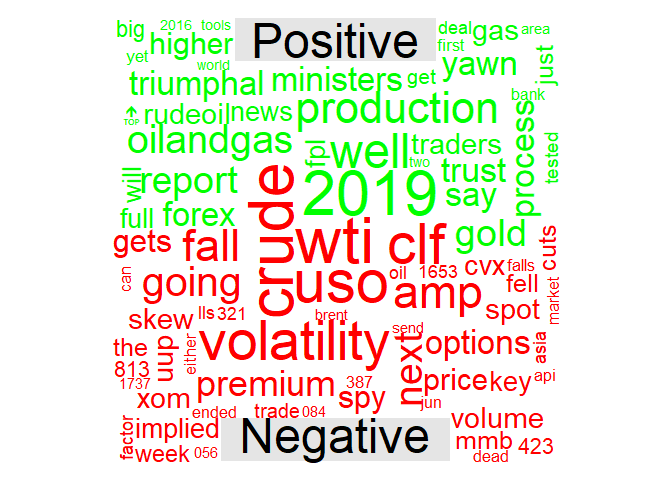 big 2016 tools Positive deal gas area
yet higher first just
world
triumphal ministers get yawn
TOP rudeoil news production bank
oilandgas fpl well traders process tested
two
will report 2019 trust
say
full forex gold
gets fall crude wti clf cuts
can going uso oil 1653 cvx falls
amp fell market
skew lls 321 brent spot
the uup either volatility send next options asia
813
1737 premium 387 spy price key api
xom ended trade 084 jun
factor implied Negative volume
week 056 mmb 423
dead